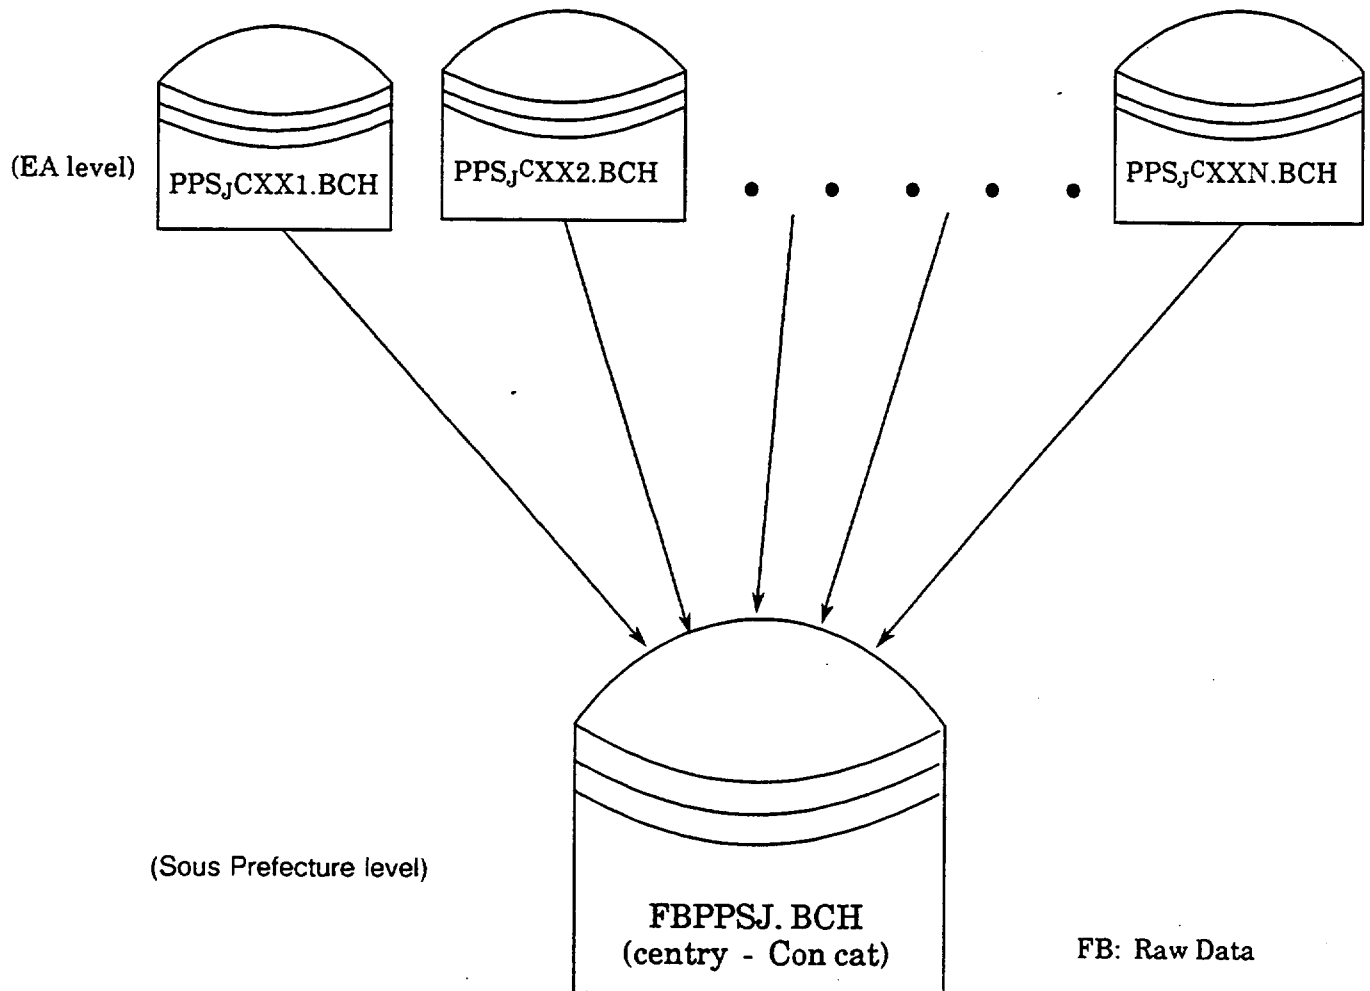 (EA level)
PPSJCXX1.BCH
PPSJCXX2.BCH
PPSJCXXN.BCH
(Sous Prefecture level)
FBPPSJ. BCH
(centry - Con cat)
FB: Raw Data